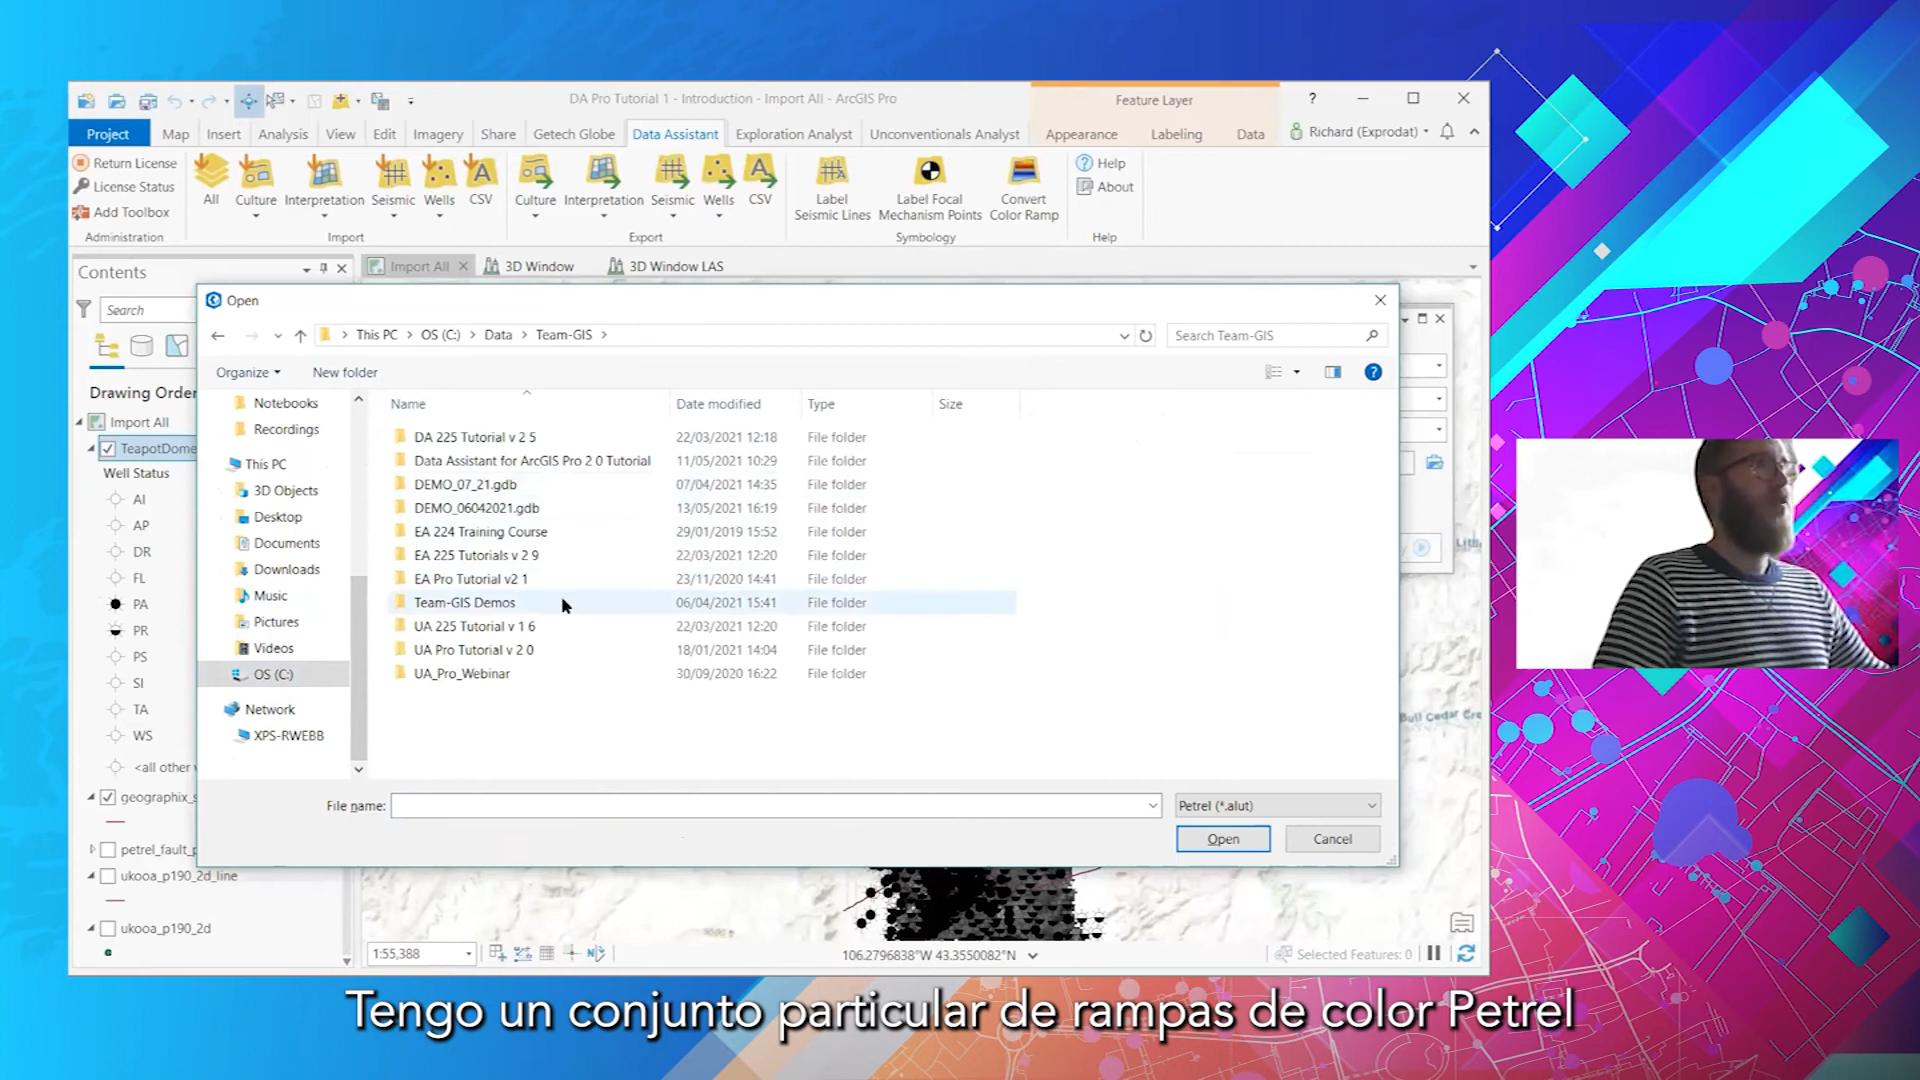 DA Pro Tutorial 1 - Introduction - Import All - ArcGIS Pro
Feature Layer
?
Project
Map
Insert
Analysis
View
Edit
Imagery
Share
Getech Globe
Data Assistant
Exploration Analyst
Unconventionals Analyst
Appearance
Labeling
Data
Richard (Exprodat)
Return License
License Status
Add Toolbox
Administration
All
Culture
Interpretation
Seismic
Wells
CSV
Import
Culture
Interpretation
Seismic
Wells
CSV
Export
Label Seismic Lines
Label Focal Mechanism Points
Convert Color Ramp
Symbology
Help
About
Help
Contents
Import All
3D Window
3D Window LAS
Search
Drawing Order
Import All
TeapotDome
Well Status
AI
AP
DR
FL
PA
PR
PS
SI
TA
WS
<all other
geographix_s
petrel_fault_p
ukooa_p190_2d_line
ukooa_p190_2d
Open
This PC > OS (C:) > Data > Team-GIS >
Search Team-GIS
Organize
New folder
Notebooks
Recordings
This PC
3D Objects
Desktop
Documents
Downloads
Music
Pictures
Videos
OS (C:)
Network
XPS-RWEBB
Name Date modified Type Size
DA 225 Tutorial v 2 5 22/03/2021 12:18 File folder
Data Assistant for ArcGIS Pro 2 0 Tutorial 11/05/2021 10:29 File folder
DEMO_07_21.gdb 07/04/2021 14:35 File folder
DEMO_06042021.gdb 13/05/2021 16:19 File folder
EA 224 Training Course 29/01/2019 15:52 File folder
EA 225 Tutorials v 2 9 22/03/2021 12:20 File folder
EA Pro Tutorial v2 1 23/11/2020 14:41 File folder
Team-GIS Demos 06/04/2021 15:41 File folder
UA 225 Tutorial v 1 6 22/03/2021 12:20 File folder
UA Pro Tutorial v 2 0 18/01/2021 14:04 File folder
UA_Pro_Webinar 30/09/2020 16:22 File folder
File name:
Petrel (*.alut)
Open
Cancel
Bull Cedar Cre
1:55,388
106.2796838°W 43.3550082°N
Selected Features: 0
Tengo un conjunto particular de rampas de color Petrel